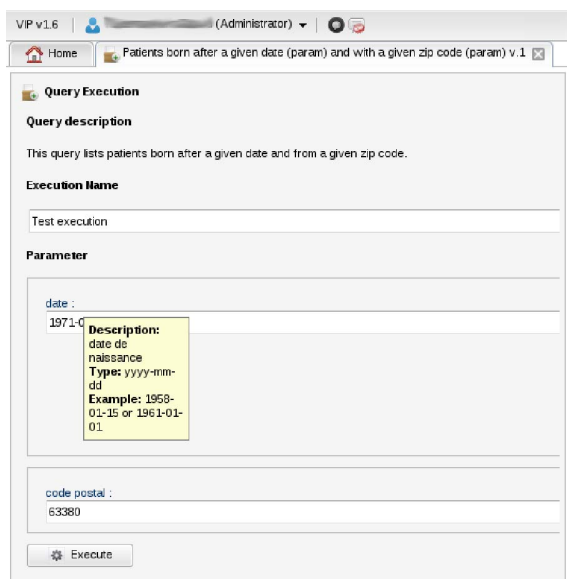 VIP v1.6 (Administrator)
Home Patients born after a given date (param) and with a given zip code (param) v.1
Query Execution
Query description
This query lists patients born after a given date and from a given zip code.
Execution Name
Test execution
Parameter
date :
1971-0
Description:
date de
naissance
Type: yyyy-mm-
dd
Example: 1958-
01-15 or 1961-01-
01
code postal :
63380
Execute